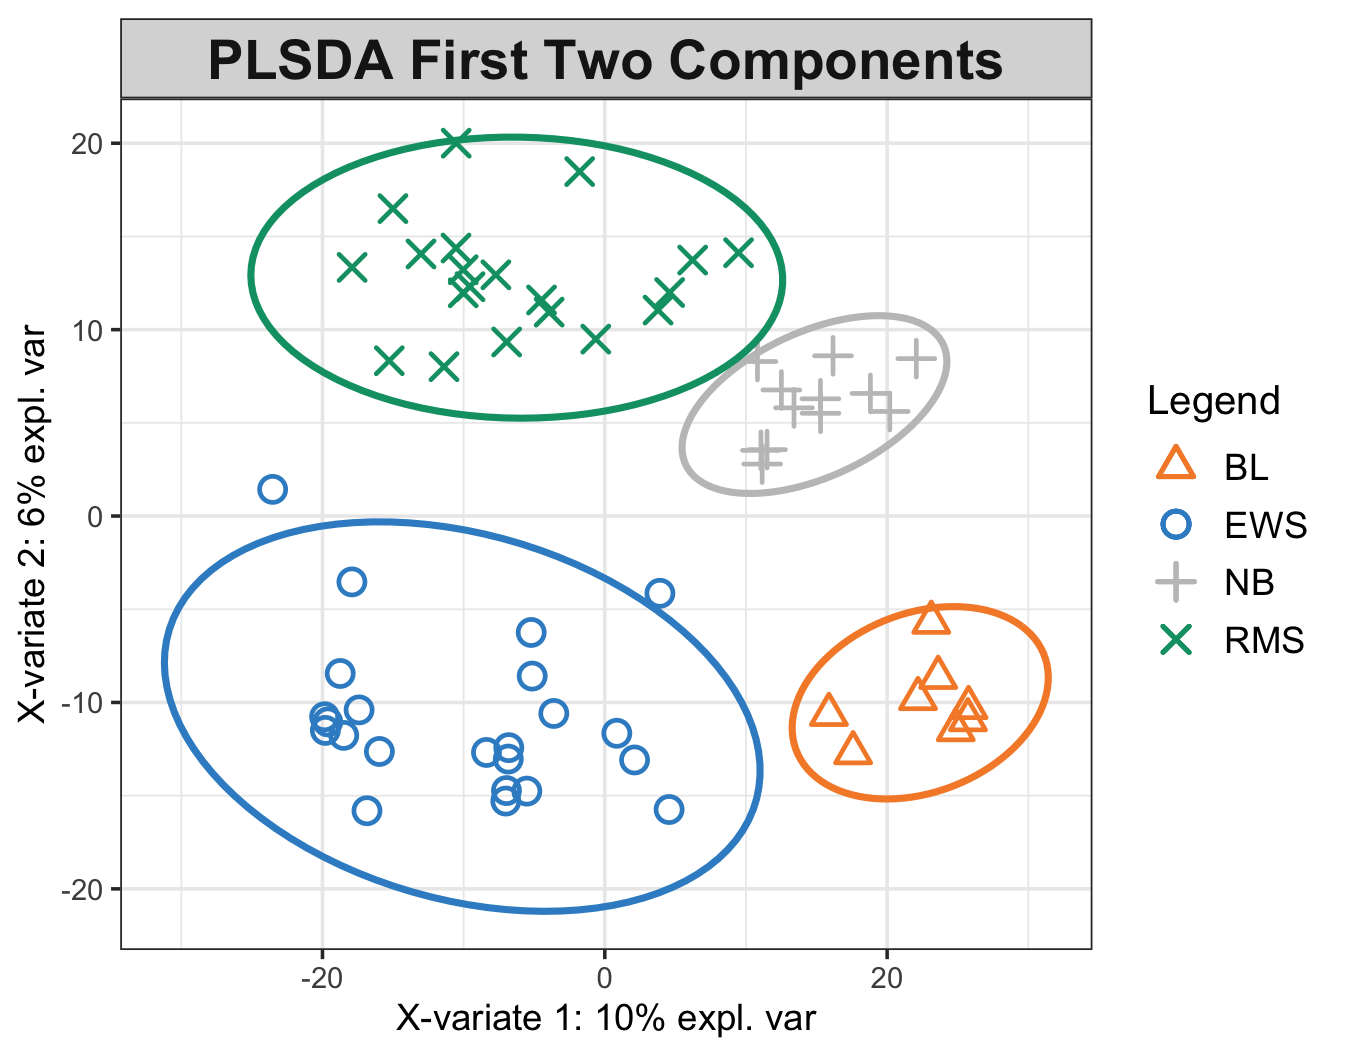 PLSDA First Two Components
20
10
0
-10
-20
X-variate 2: 6% expl. var
-20
0
20
X-variate 1: 10% expl. var
Legend
BL
EWS
NB
RMS